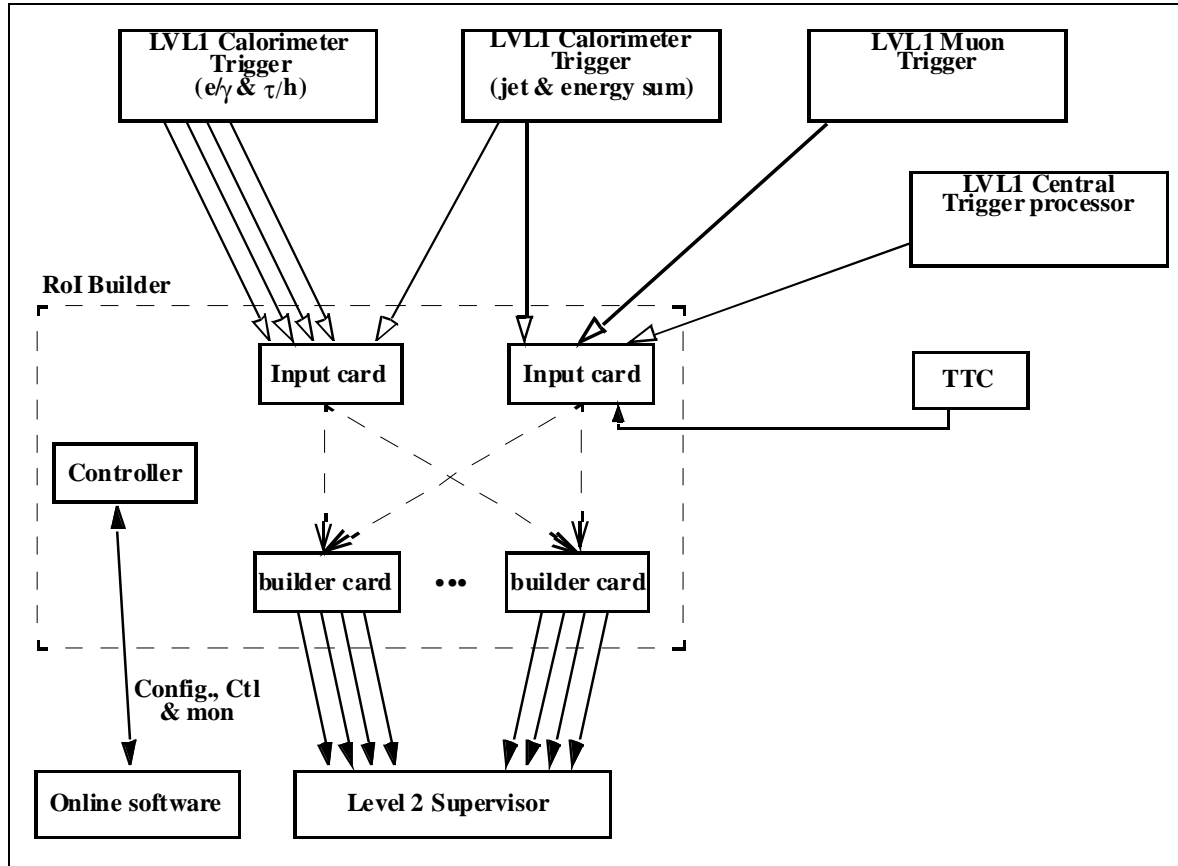 LVL1 Calorimeter
Trigger
(e/γ & τ/h)
LVL1 Calorimeter
Trigger
(jet & energy sum)
LVL1 Muon
Trigger
LVL1 Central
Trigger processor
RoI Builder
Input card
Input card
TTC
Controller
builder card
•••
builder card
Config., Ctl
& mon
Online software
Level 2 Supervisor